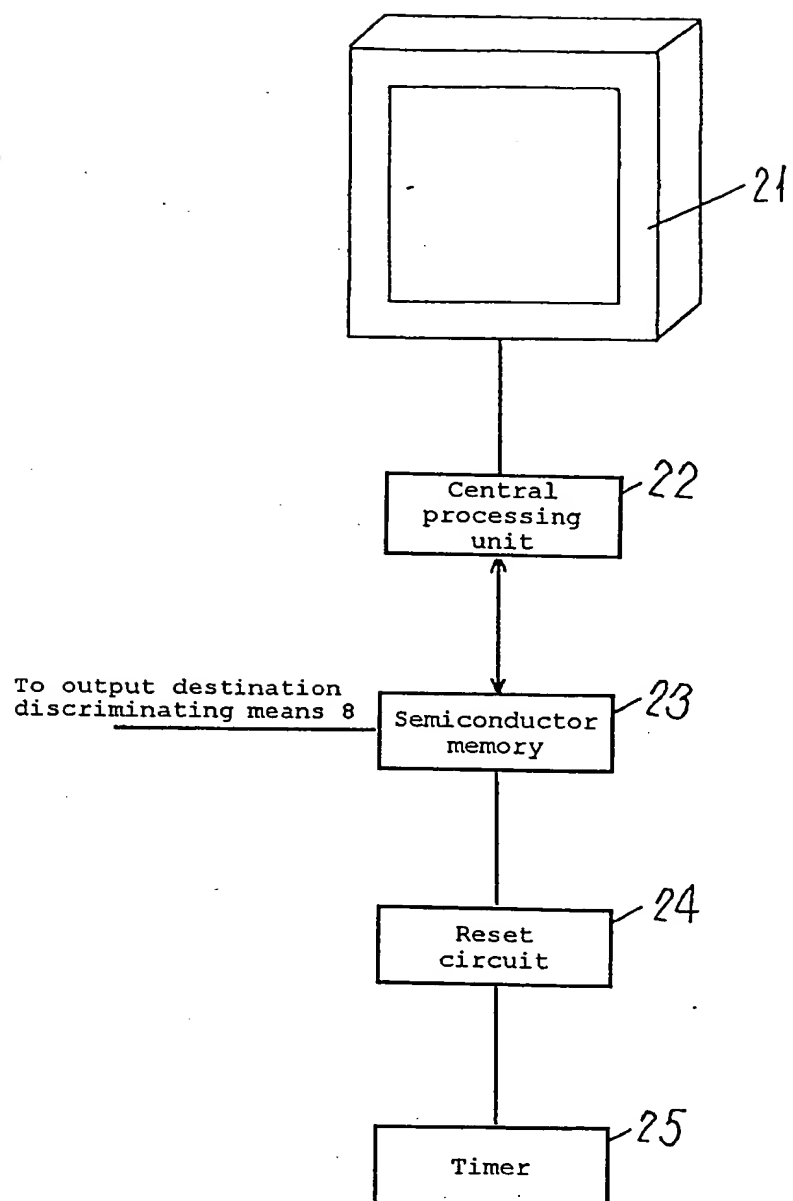 21
22
Central
processing
unit
To output destination
discriminating means 8
23
Semiconductor
memory
24
Reset
circuit
25
Timer